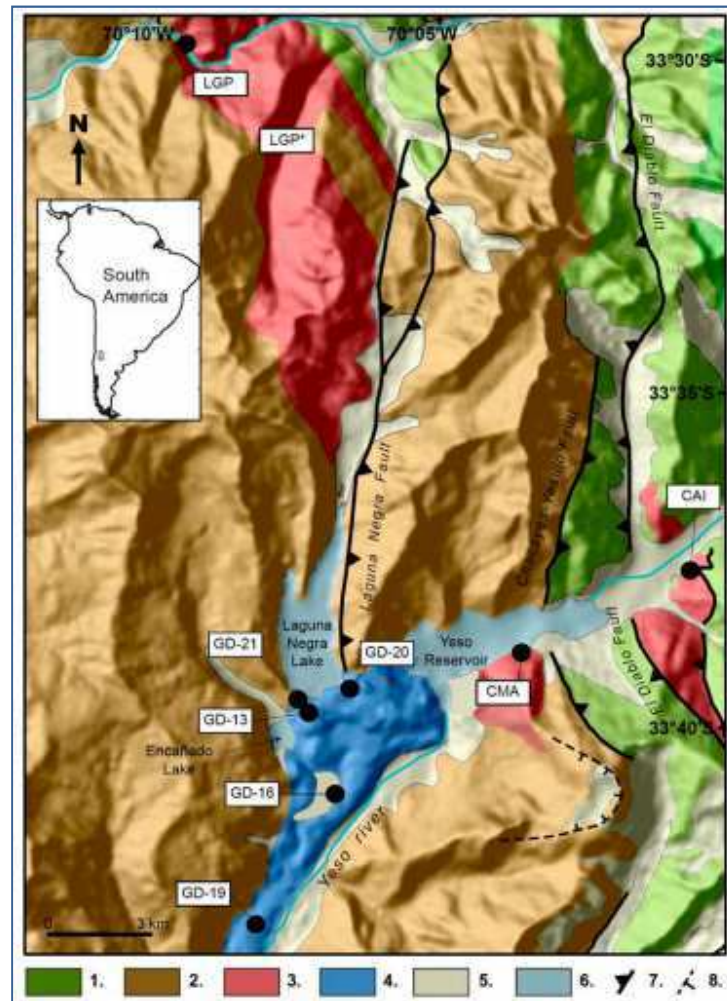 70°10'W 70°05'W
33°30'S
LGP
LGP+
N
El Diablo Fault
South
America
33°35'S
Laguna Negra Fault
CAI
Laguna
Negra
Lake
GD-21
GD-20
Yeso
Reservoir
CMA
GD-13
El Diablo Fault
33°40'S
Encañado
Lake
GD-16
Yeso river
GD-19
0 3 km
1. 2. 3. 4. 5. 6. 7. 8.